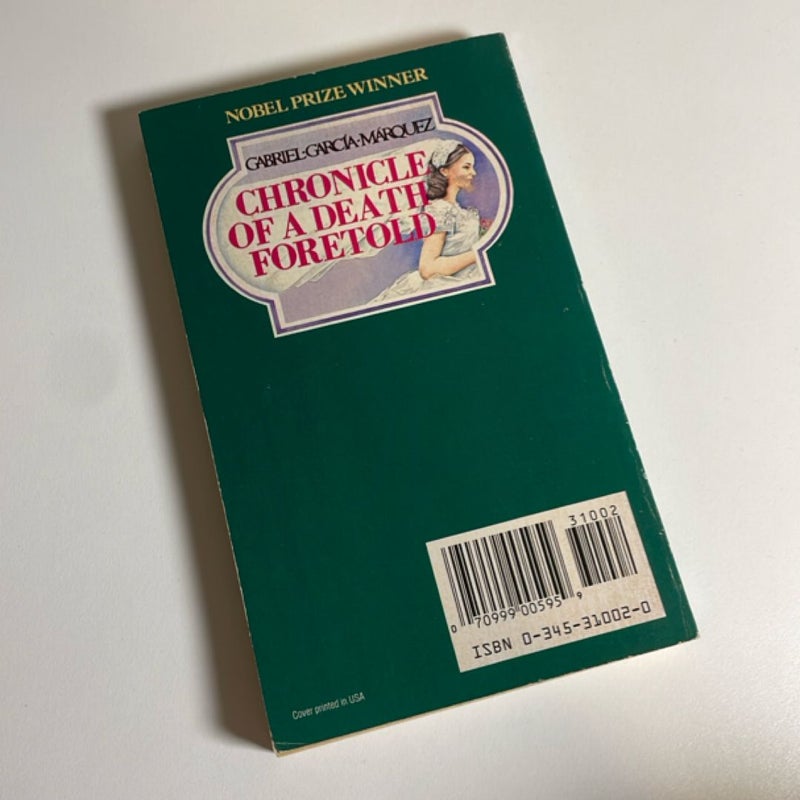 NOBEL PRIZE WINNER
GABRIEL·GARCÍA·MÁRQUEZ
CHRONICLE
OF A DEATH
FORETOLD
31002
0 70999 00595 9
ISBN 0-345-31002-0
Cover printed in USA